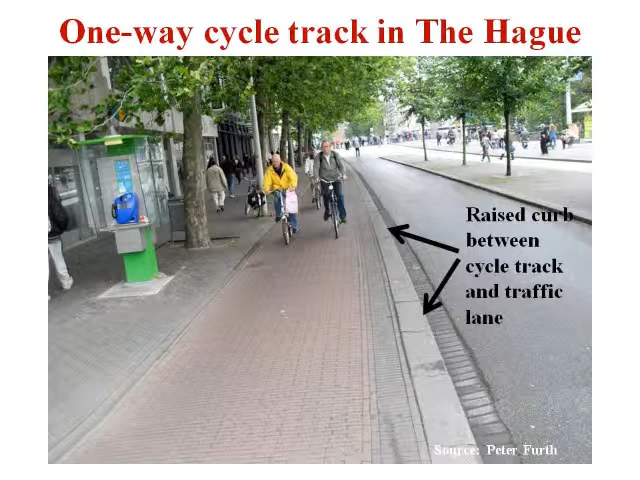 One-way cycle track in The Hague
Raised curb
between
cycle track
and traffic
lane
Source: Peter Furth